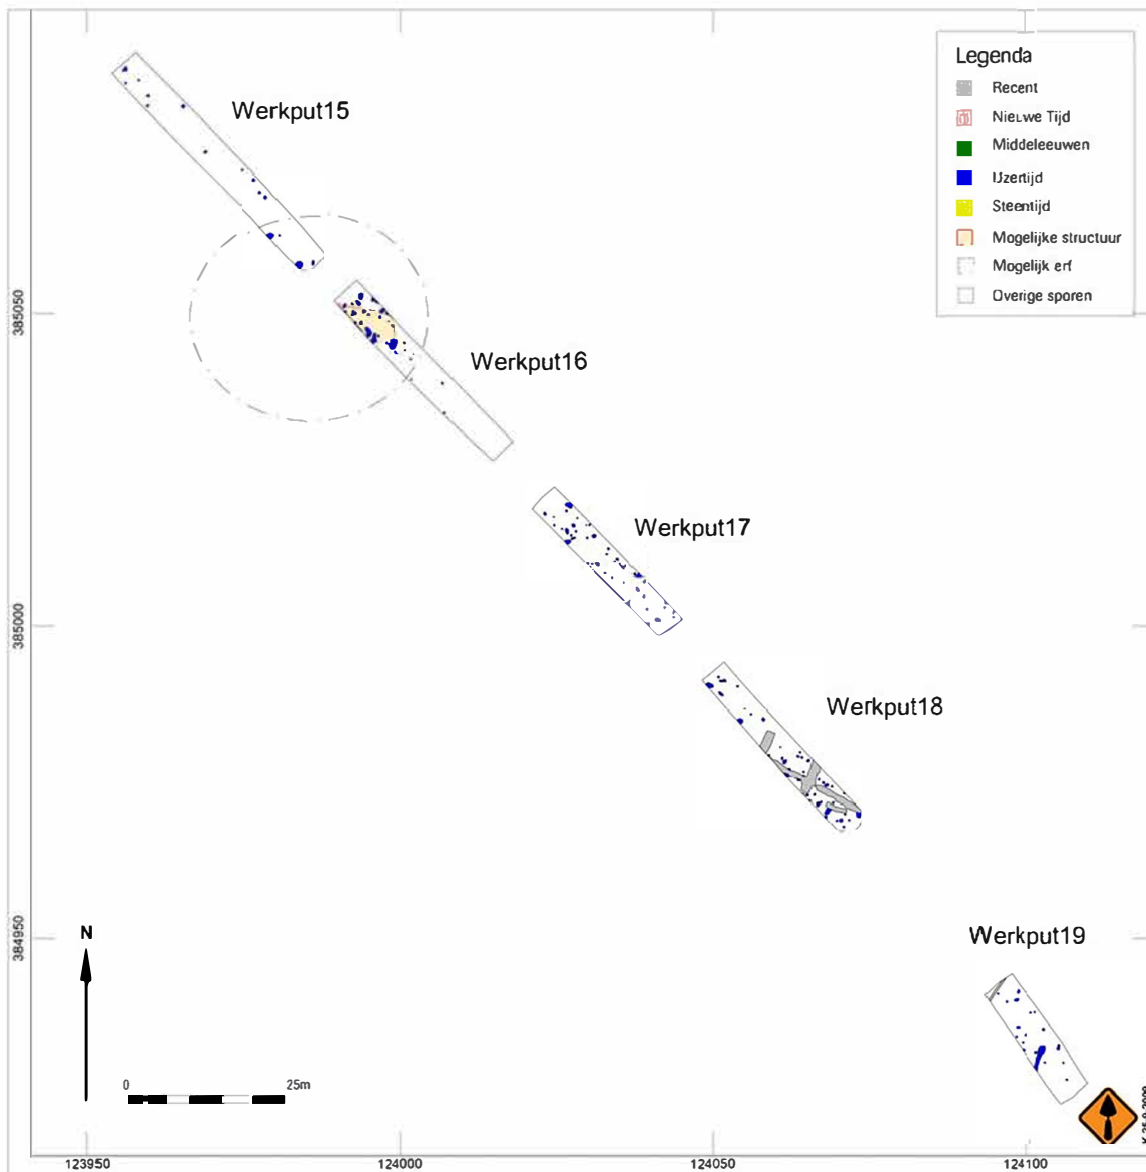 Legenda
Recent
Nieuwe Tijd
Middeleeuwen
IJzertijd
Steentijd
Mogelijke structuur
Mogelijk erf
Overige sporen
Werkput15
Werkput16
Werkput17
Werkput18
Werkput19
385050
385000
384950
N
0 25m
123950 124000 124050 124100